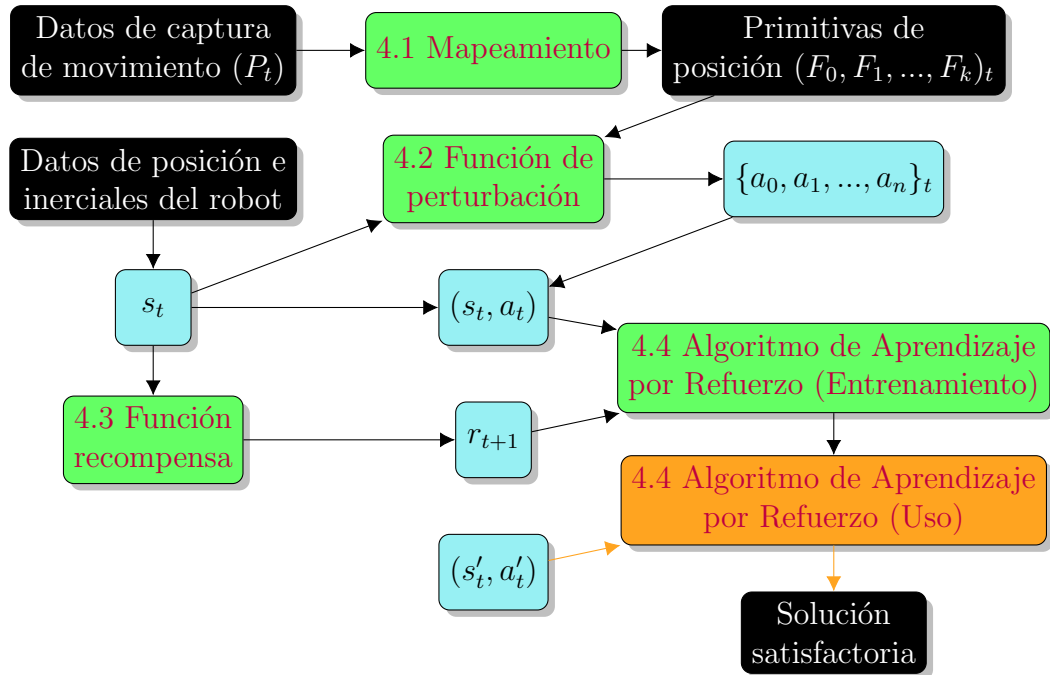 Datos de captura
de movimiento (P_t)
4.1 Mapeamiento
Primitivas de
posición (F_0, F_1, ..., F_k)_t
Datos de posición e
inerciales del robot
4.2 Función de
perturbación
{a_0, a_1, ..., a_n}_t
s_t
(s_t, a_t)
4.4 Algoritmo de Aprendizaje
por Refuerzo (Entrenamiento)
4.3 Función
recompensa
r_{t+1}
4.4 Algoritmo de Aprendizaje
por Refuerzo (Uso)
(s'_t, a'_t)
Solución
satisfactoria